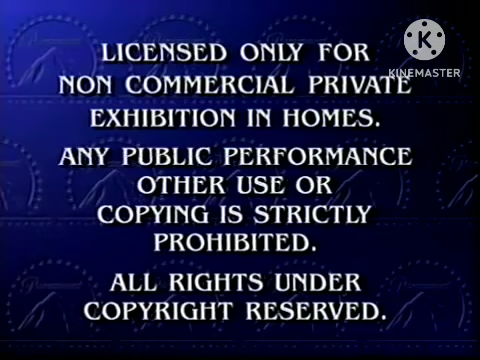 LICENSED ONLY FOR
NON COMMERCIAL PRIVATE
EXHIBITION IN HOMES.
ANY PUBLIC PERFORMANCE
OTHER USE OR
COPYING IS STRICTLY
PROHIBITED.
ALL RIGHTS UNDER
COPYRIGHT RESERVED.
K
KINEMASTER
Paramount